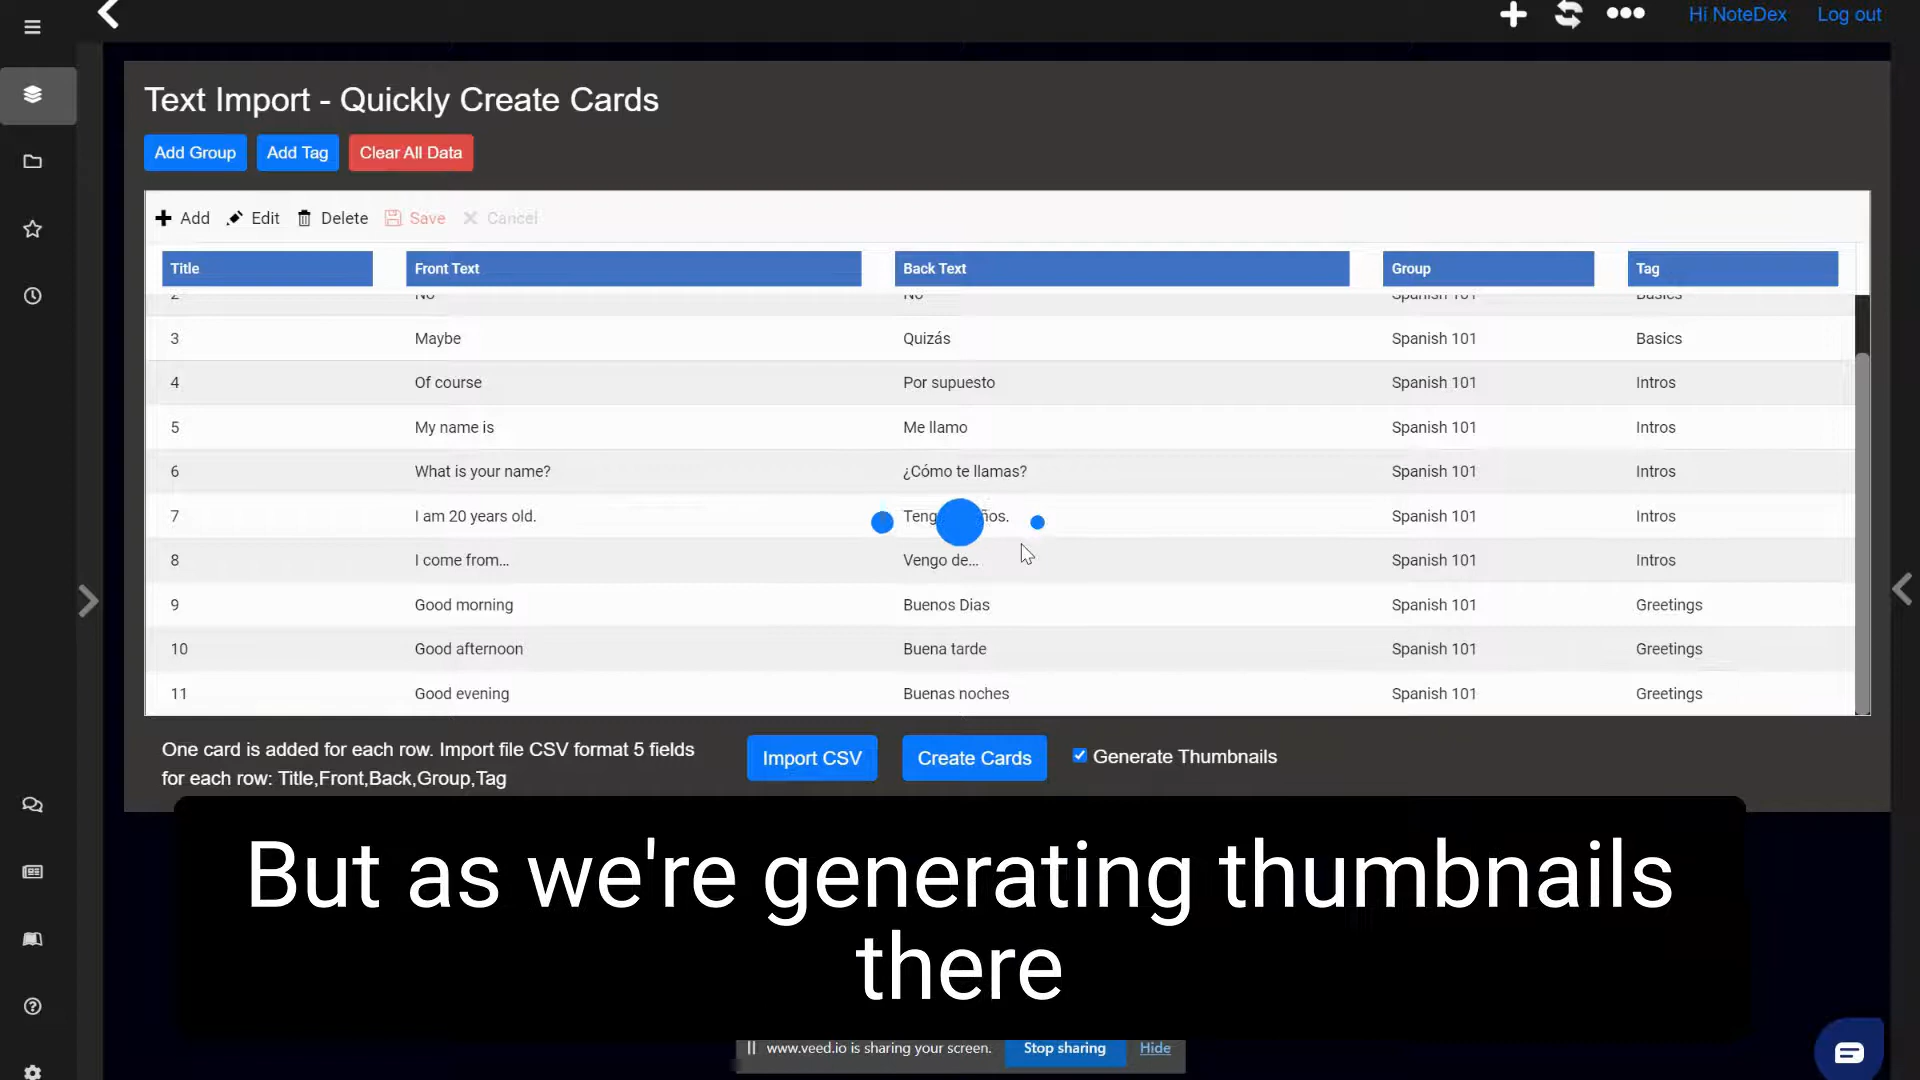 Hi NoteDex Log out
Text Import - Quickly Create Cards
Add Group Add Tag Clear All Data
Add Edit Delete Save Cancel
Title Front Text Back Text Group Tag
2 No No Spanish 101 Basics
3 Maybe Quizás Spanish 101 Basics
4 Of course Por supuesto Spanish 101 Intros
5 My name is Me llamo Spanish 101 Intros
6 What is your name? ¿Cómo te llamas? Spanish 101 Intros
7 I am 20 years old. Spanish 101 Intros
8 I come from... Vengo de... Spanish 101 Intros
9 Good morning Buenos Dias Spanish 101 Greetings
10 Good afternoon Buena tarde Spanish 101 Greetings
11 Good evening Buenas noches Spanish 101 Greetings
One card is added for each row. Import file CSV format 5 fields
for each row: Title,Front,Back,Group,Tag
Import CSV Create Cards Generate Thumbnails
But as we're generating thumbnails
there
www.veed.io is sharing your screen. Stop sharing Hide